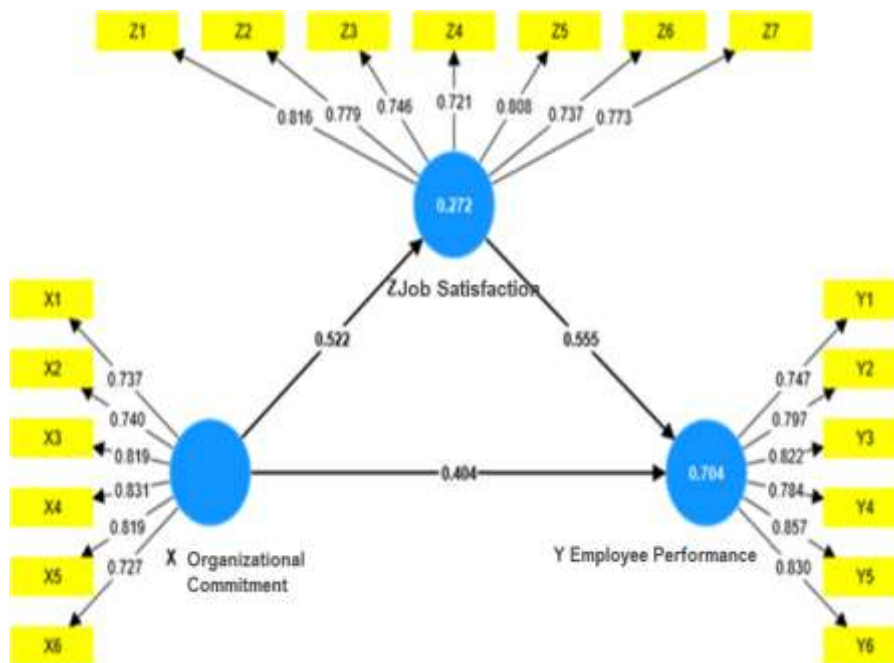 Z1 Z2 Z3 Z4 Z5 Z6 Z7
0.816 0.779 0.746 0.721 0.808 0.737 0.773
0.272
ZJob Satisfaction
X1
X2
X3
X4
X5
X6
0.737
0.740
0.819
0.831
0.819
0.727
0.522
0.555
0.404
0.704
X Organizational
Commitment
Y Employee Performance
0.747
0.797
0.822
0.784
0.857
0.830
Y1
Y2
Y3
Y4
Y5
Y6